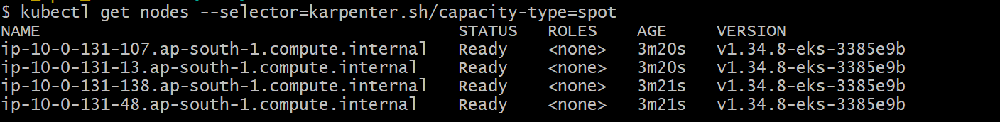 $ kubectl get nodes --selector=karpenter.sh/capacity-type=spot
NAME STATUS ROLES AGE VERSION
ip-10-0-131-107.ap-south-1.compute.internal Ready <none> 3m20s v1.34.8-eks-3385e9b
ip-10-0-131-13.ap-south-1.compute.internal Ready <none> 3m20s v1.34.8-eks-3385e9b
ip-10-0-131-138.ap-south-1.compute.internal Ready <none> 3m21s v1.34.8-eks-3385e9b
ip-10-0-131-48.ap-south-1.compute.internal Ready <none> 3m21s v1.34.8-eks-3385e9b